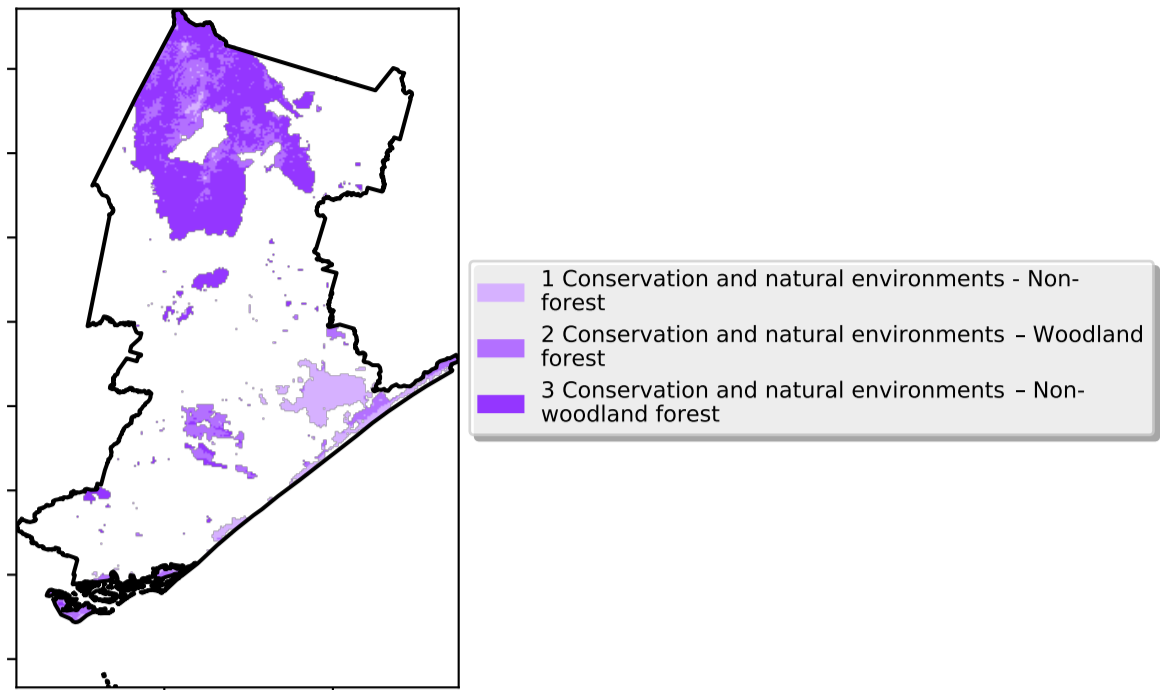 1 Conservation and natural environments - Non-
forest
2 Conservation and natural environments – Woodland
forest
3 Conservation and natural environments – Non-
woodland forest